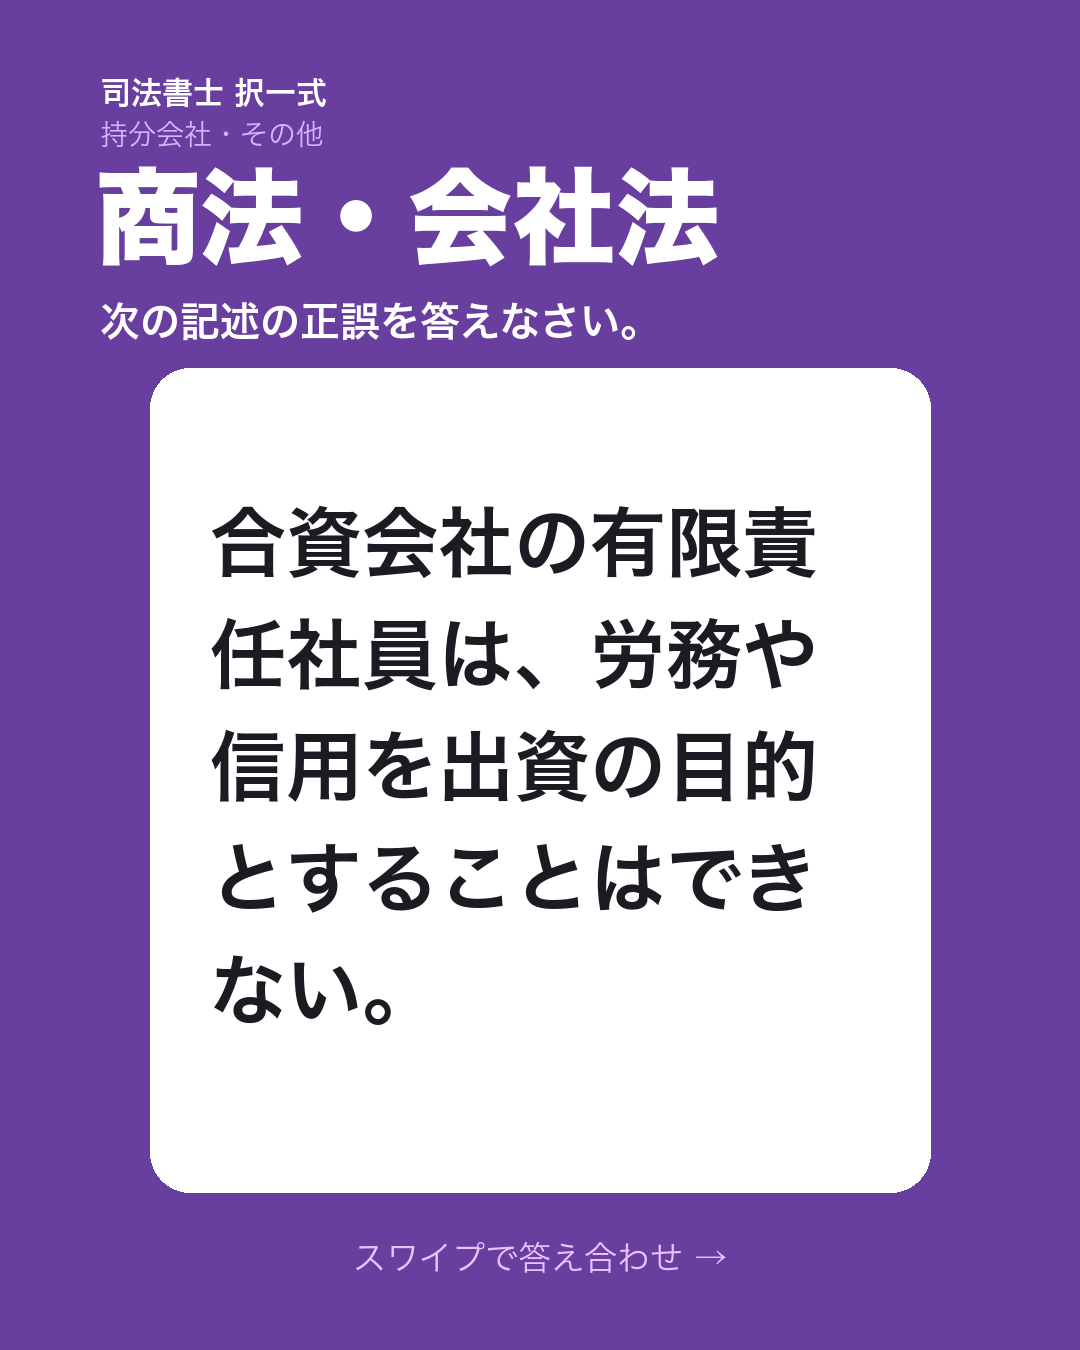 司法書士 択一式
持分会社・その他
商法・会社法
次の記述の正誤を答えなさい。
合資会社の有限責
任社員は、労務や
信用を出資の目的
とすることはでき
ない。
スワイプで答え合わせ →